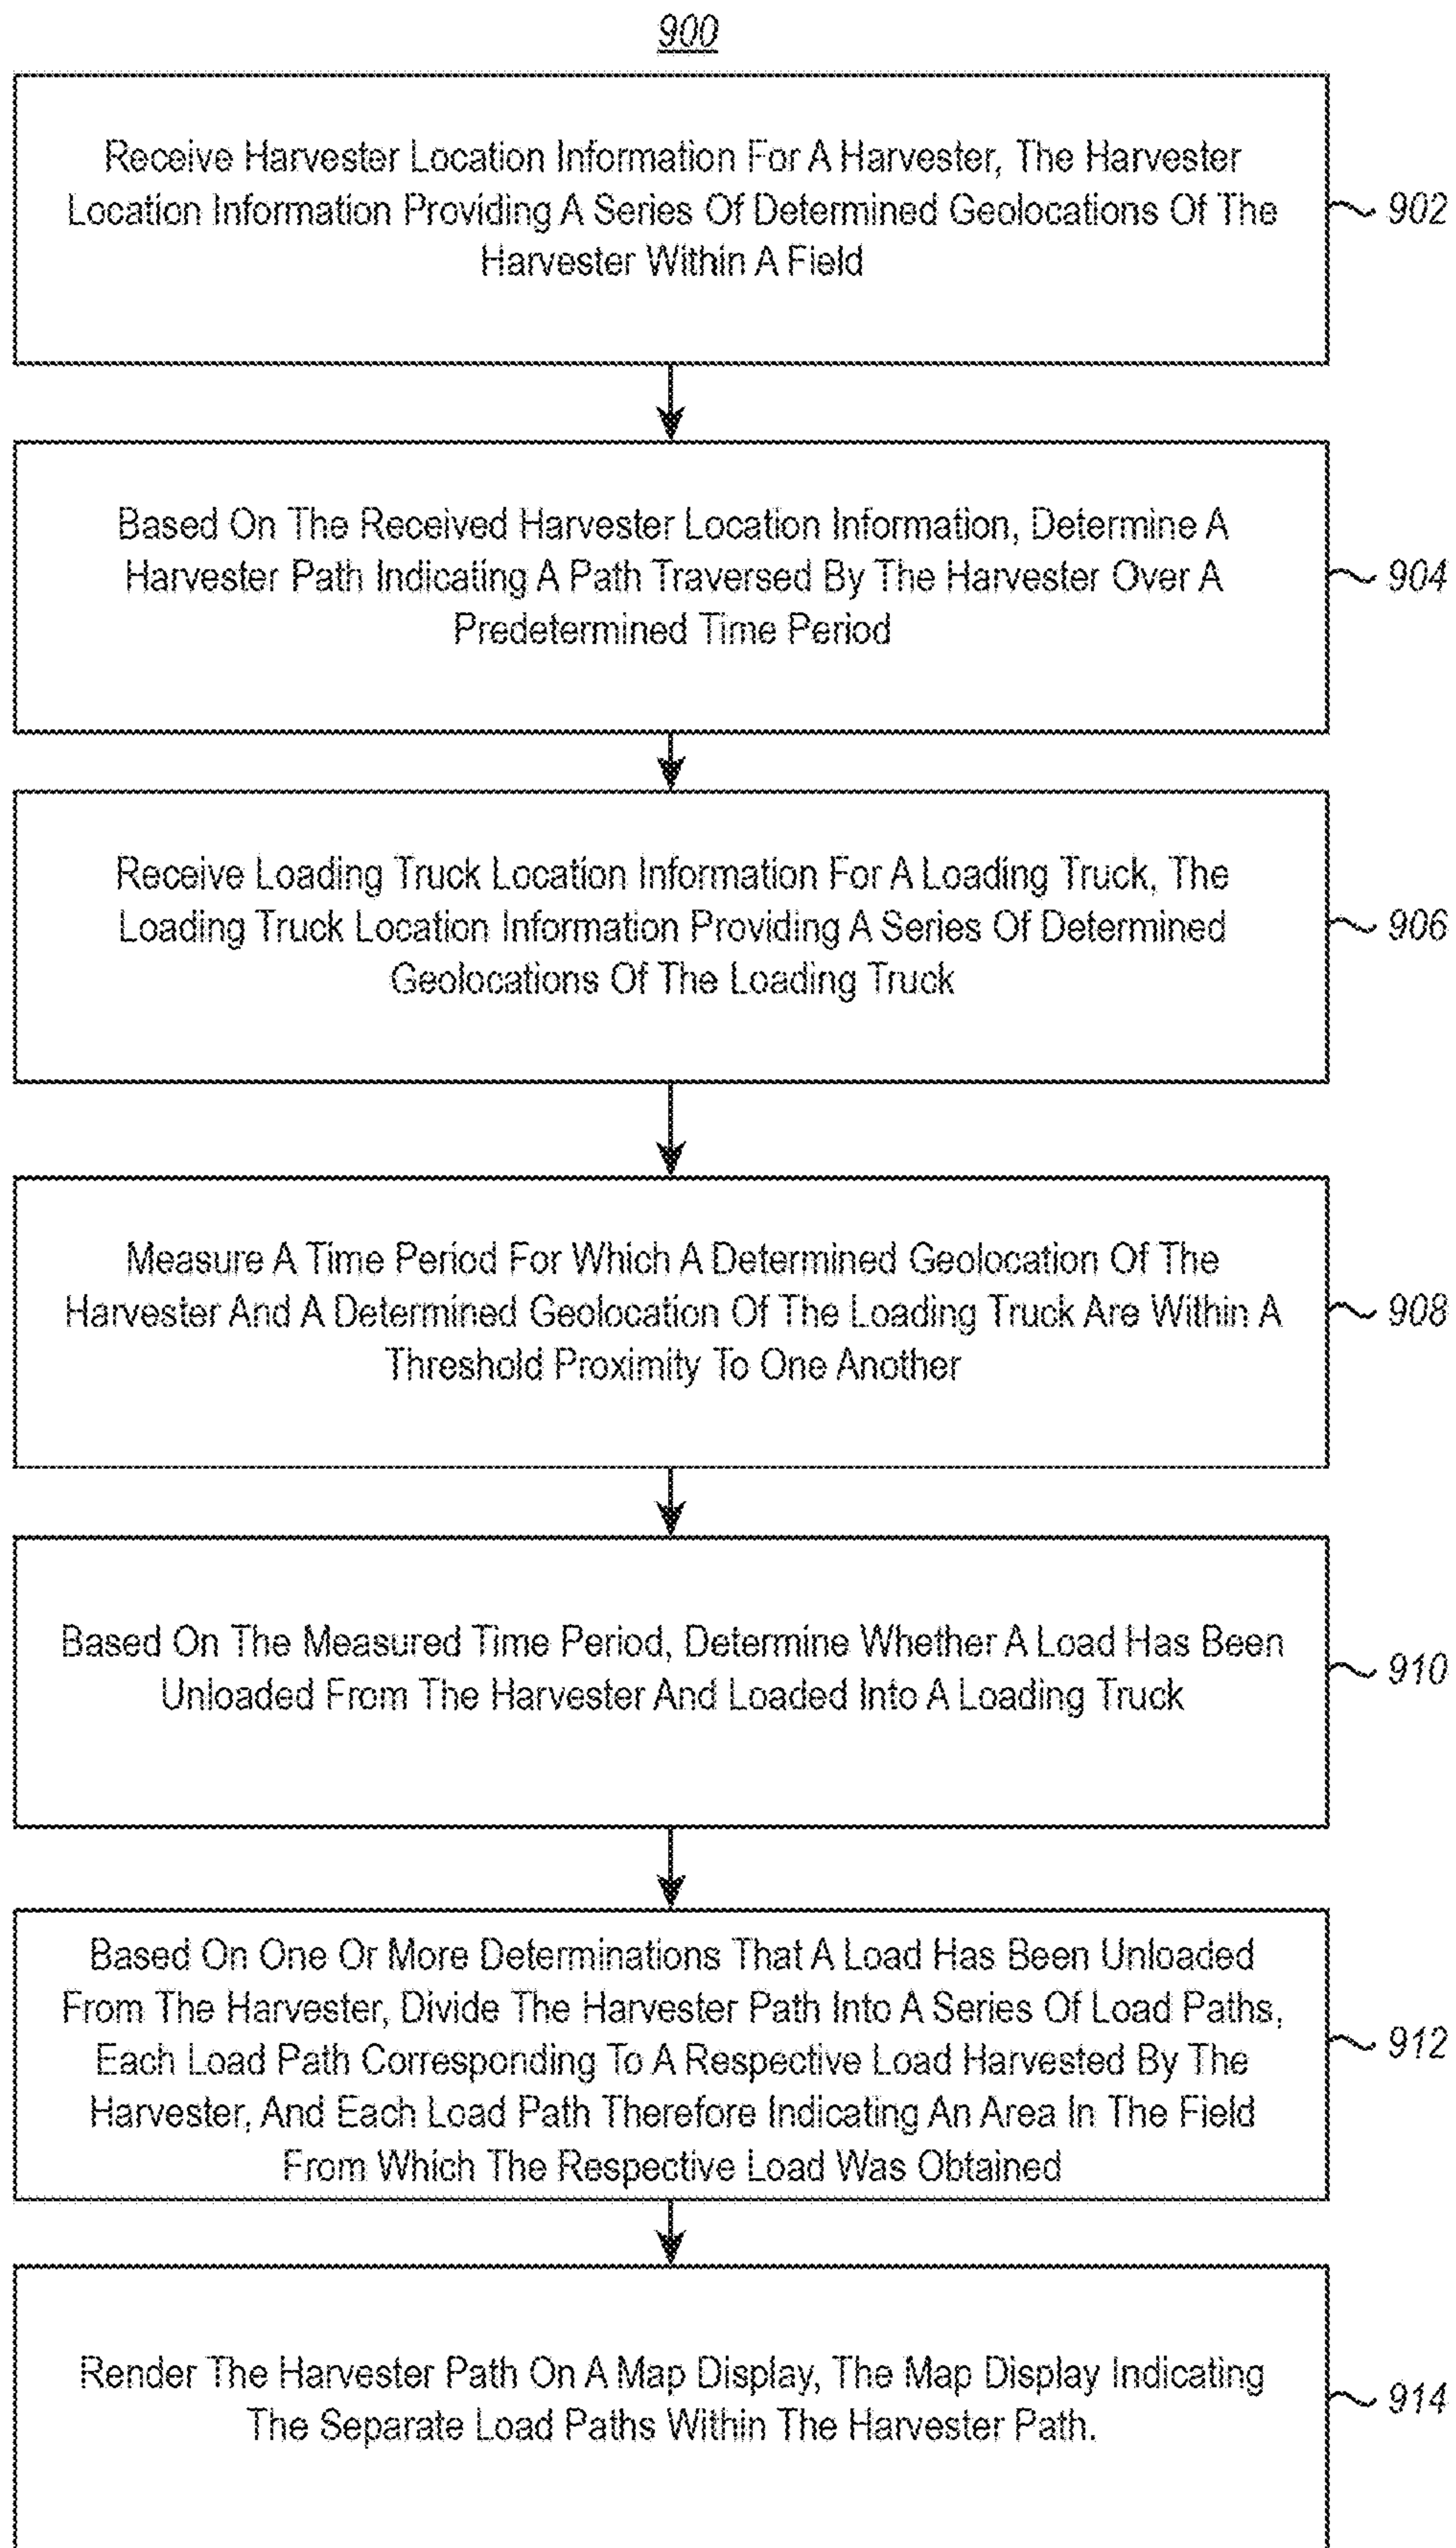 900
Receive Harvester Location Information For A Harvester, The Harvester
Location Information Providing A Series Of Determined Geolocations Of The
Harvester Within A Field
902
Based On The Received Harvester Location Information, Determine A
Harvester Path Indicating A Path Traversed By The Harvester Over A
Predetermined Time Period
904
Receive Loading Truck Location Information For A Loading Truck, The
Loading Truck Location Information Providing A Series Of Determined
Geolocations Of The Loading Truck
906
Measure A Time Period For Which A Determined Geolocation Of The
Harvester And A Determined Geolocation Of The Loading Truck Are Within A
Threshold Proximity To One Another
908
Based On The Measured Time Period, Determine Whether A Load Has Been
Unloaded From The Harvester And Loaded Into A Loading Truck
910
Based On One Or More Determinations That A Load Has Been Unloaded
From The Harvester, Divide The Harvester Path Into A Series Of Load Paths,
Each Load Path Corresponding To A Respective Load Harvested By The
Harvester, And Each Load Path Therefore Indicating An Area In The Field
From Which The Respective Load Was Obtained
912
Render The Harvester Path On A Map Display, The Map Display Indicating
The Separate Load Paths Within The Harvester Path.
914